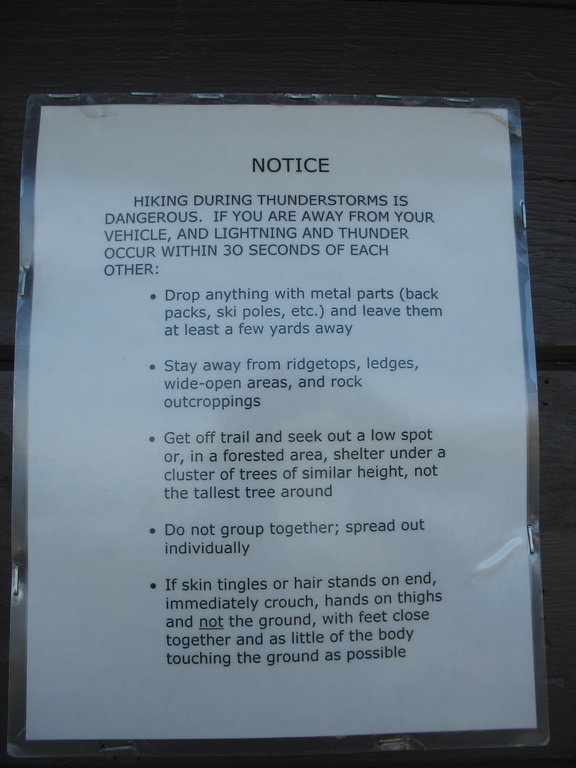 NOTICE
HIKING DURING THUNDERSTORMS IS
DANGEROUS. IF YOU ARE AWAY FROM YOUR
VEHICLE, AND LIGHTNING AND THUNDER
OCCUR WITHIN 30 SECONDS OF EACH
OTHER:
• Drop anything with metal parts (back
packs, ski poles, etc.) and leave them
at least a few yards away
• Stay away from ridgetops, ledges,
wide-open areas, and rock
outcroppings
• Get off trail and seek out a low spot
or, in a forested area, shelter under a
cluster of trees of similar height, not
the tallest tree around
• Do not group together; spread out
individually
• If skin tingles or hair stands on end,
immediately crouch, hands on thighs
and not the ground, with feet close
together and as little of the body
touching the ground as possible